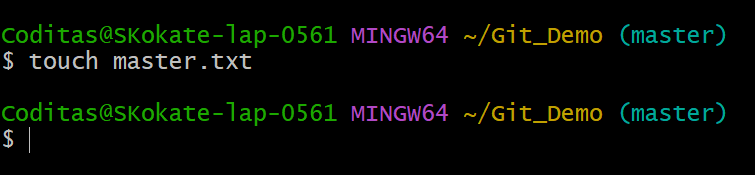 Coditas@SKokate-lap-0561 MINGW64 ~/Git_Demo (master)
$ touch master.txt
Coditas@SKokate-lap-0561 MINGW64 ~/Git_Demo (master)
$